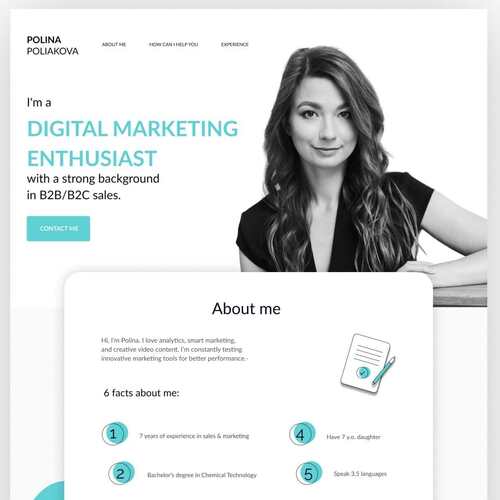 POLINA
POLIAKOVA
ABOUT ME
HOW CAN I HELP YOU
EXPERIENCE
I'm a
DIGITAL MARKETING
ENTHUSIAST
with a strong background
in B2B/B2C sales.
CONTACT ME
About me
Hi, I'm Polina. I love analytics, smart marketing,
and creative video content. I'm constantly testing
innovative marketing tools for better performance.
6 facts about me:
1
7 years of experience in sales & marketing
4
Have 7 y.o. daughter
2
Bachelor's degree in Chemical Technology
5
Speak 3,5 languages